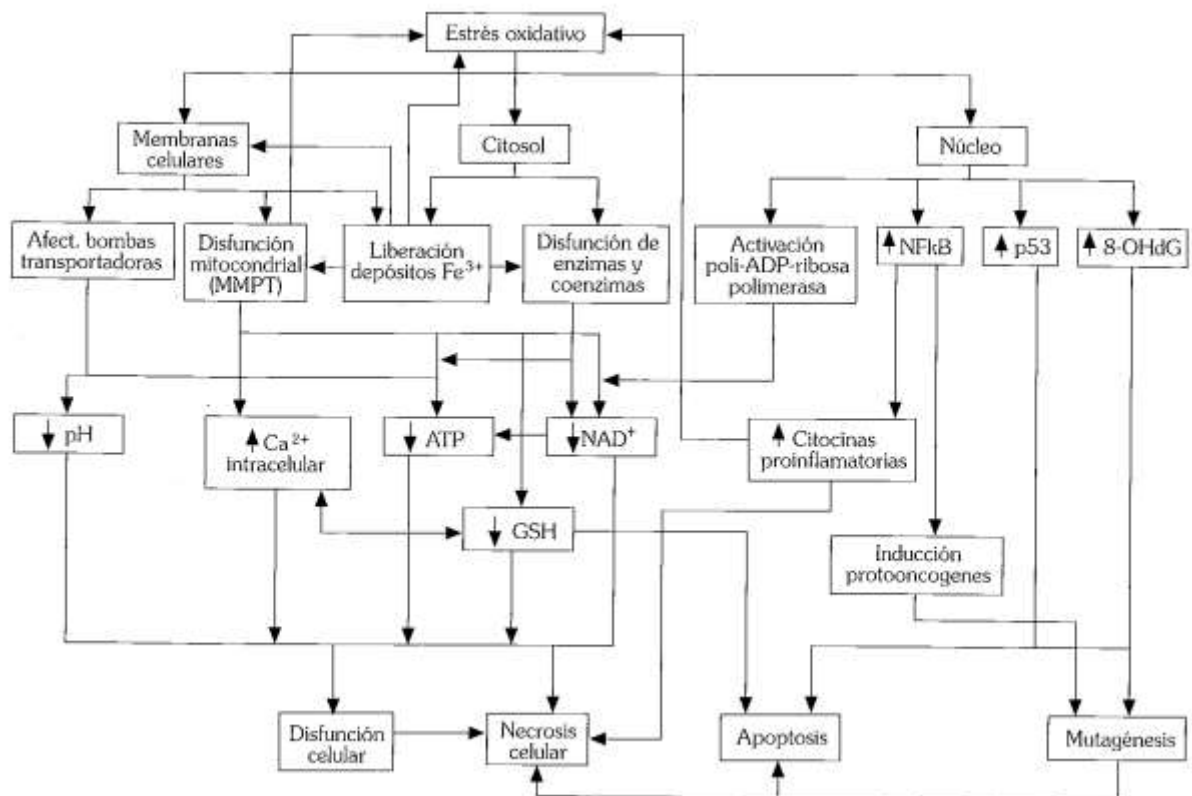 Estrés oxidativo
Membranas
celulares
Citosol
Núcleo
Afect. bombas
transportadoras
Disfunción
mitocondrial
(MMPT)
Liberación
depósitos Fe³⁺
Disfunción de
enzimas y
coenzimas
Activación
poli-ADP-ribosa
polimerasa
↑ NFkB
↑ p53
↑ 8-OHdG
↓ pH
↑ Ca²⁺
intracelular
↓ ATP
↓ NAD⁺
↑ Citocinas
proinflamatorias
↓ GSH
Inducción
protooncogenes
Disfunción
celular
Necrosis
celular
Apoptosis
Mutagénesis